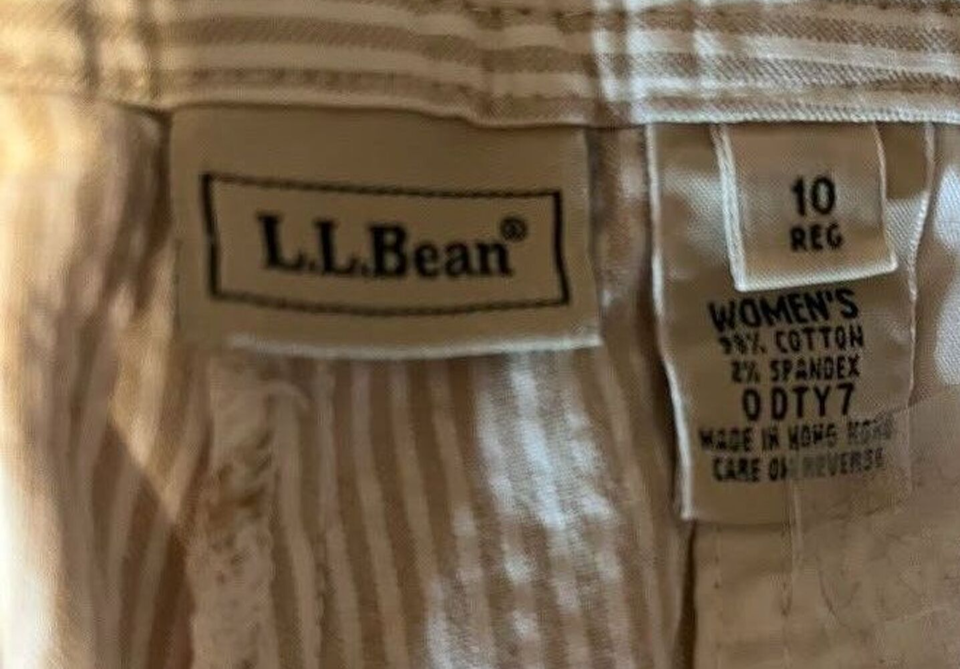 L.L.Bean®
10
REG
WOMEN'S
98% COTTON
2% SPANDEX
0DTY7
MADE IN HONG KONG
CARE ON REVERSE